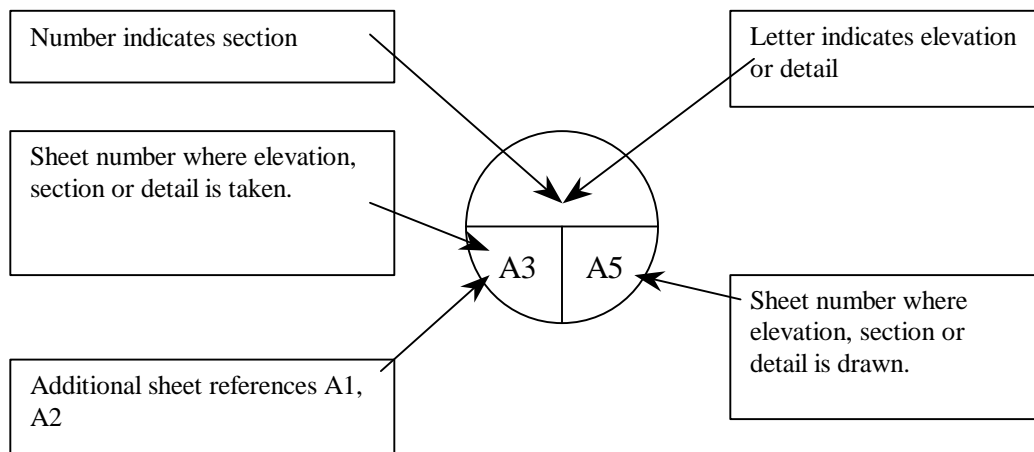 Number indicates section
Letter indicates elevation
or detail
Sheet number where elevation,
section or detail is taken.
A3
A5
Sheet number where
elevation, section or
detail is drawn.
Additional sheet references A1,
A2